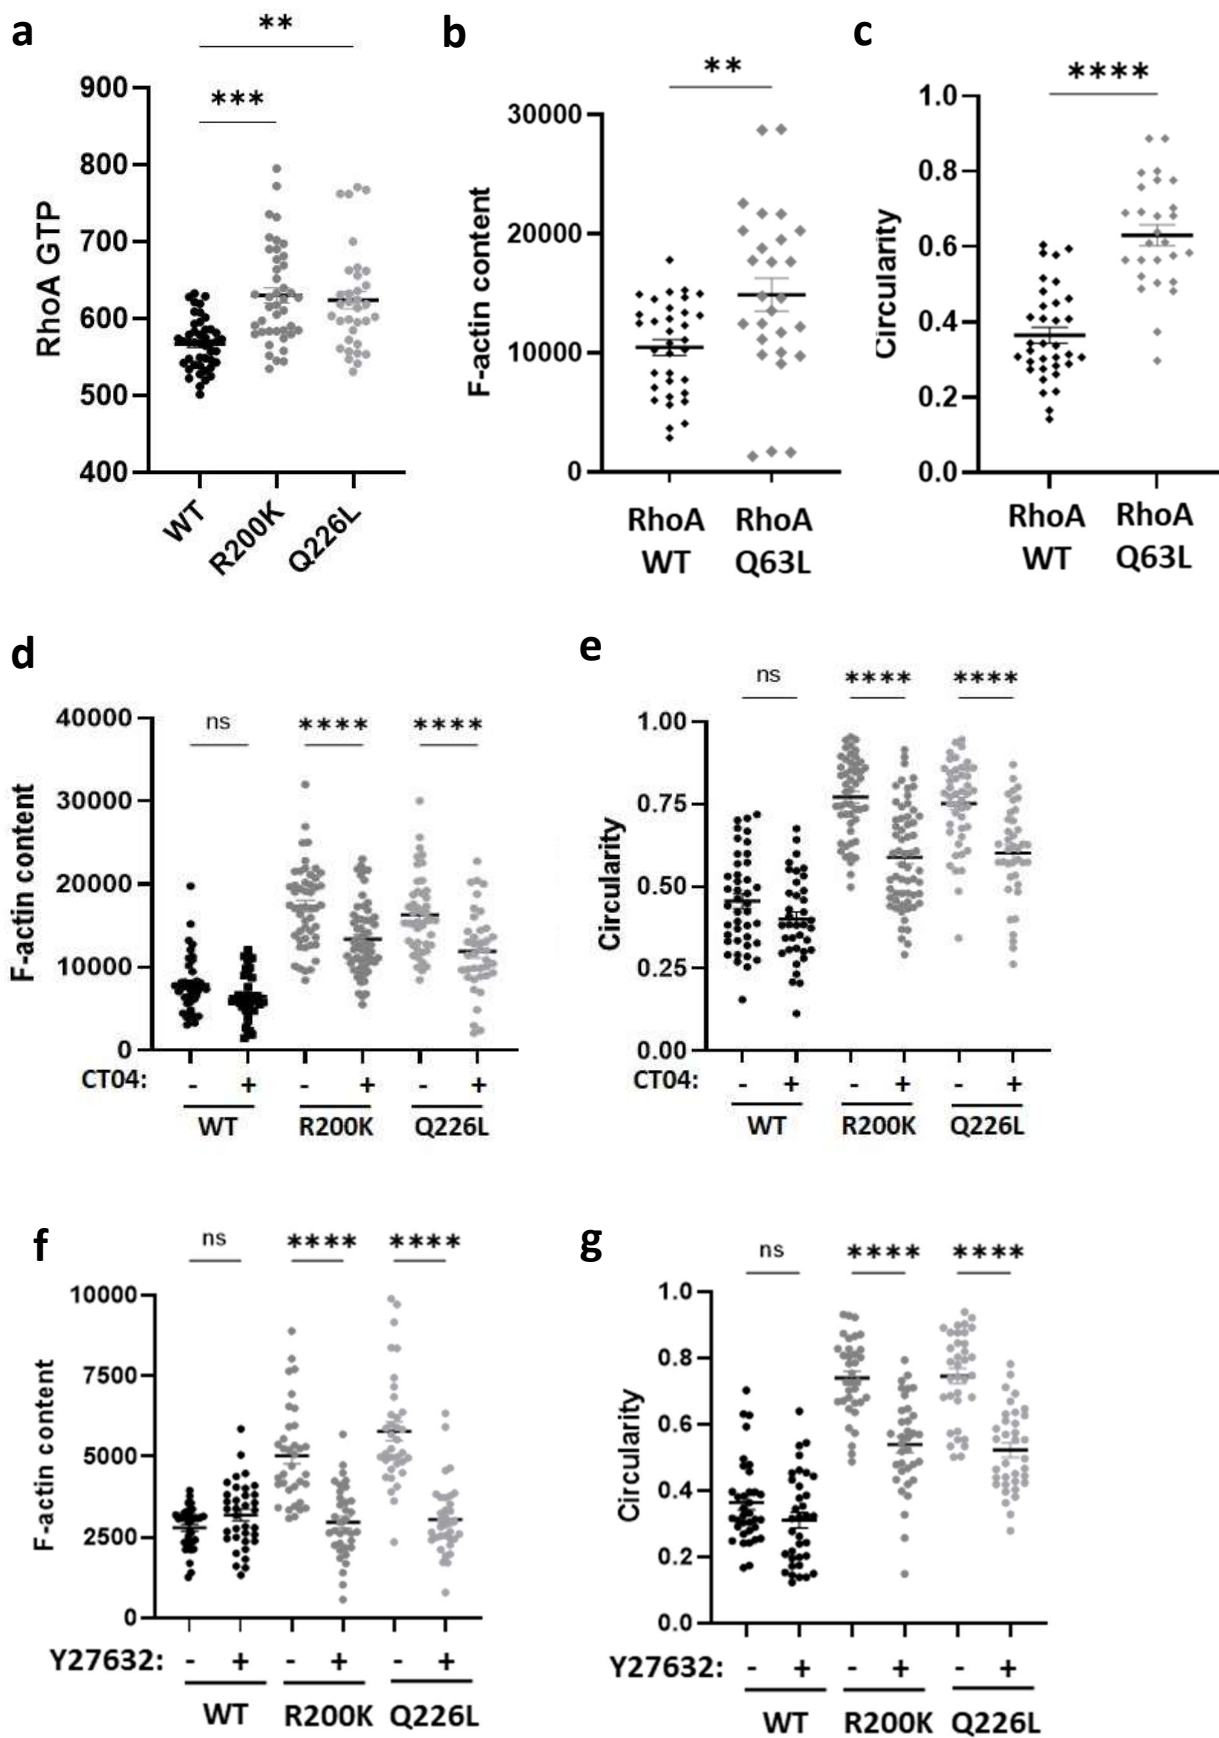 a
**
***
RhoA GTP
900
800
700
600
500
400
WT
R200K
Q226L
b
**
F-actin content
30000
20000
10000
0
RhoA RhoA
WT Q63L
c
****
Circularity
1.0
0.8
0.6
0.4
0.2
0.0
RhoA RhoA
WT Q63L
d
ns **** ****
F-actin content
40000
30000
20000
10000
0
CT04: - + - + - +
WT R200K Q226L
e
ns **** ****
Circularity
1.00
0.75
0.50
0.25
0.00
CT04: - + - + - +
WT R200K Q226L
f
ns **** ****
F-actin content
10000
7500
5000
2500
0
Y27632: - + - + - +
WT R200K Q226L
g
ns **** ****
Circularity
1.0
0.8
0.6
0.4
0.2
0.0
Y27632: - + - + - +
WT R200K Q226L